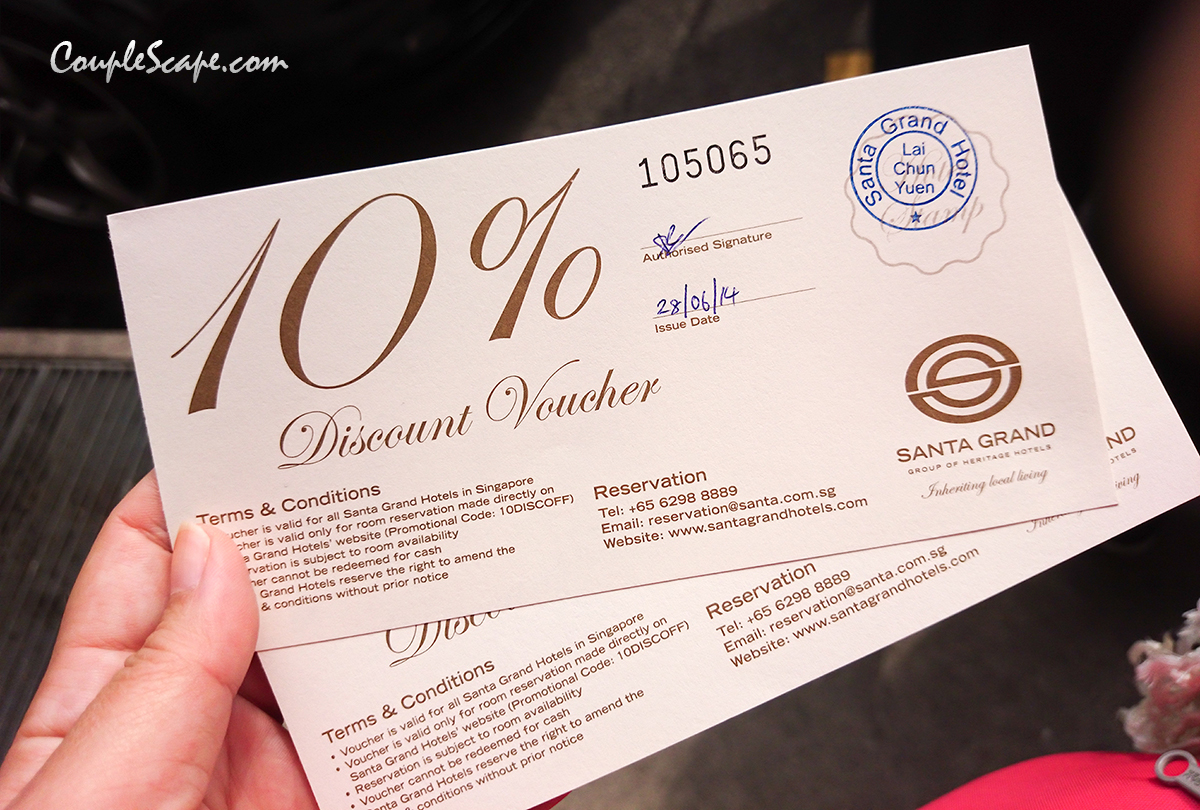 CoupleScape.com
105065
Santa Grand Hotel
Lai
Chun
Yuen
Authorised Signature
28/06/14
Issue Date
10%
Discount Voucher
SANTA GRAND
GROUP OF HERITAGE HOTELS
Inheriting local living
Terms & Conditions
oucher is valid for all Santa Grand Hotels in Singapore
cher is valid only for room reservation made directly on
a Grand Hotels' website (Promotional Code: 10DISCOFF)
ervation is subject to room availability
her cannot be redeemed for cash
Grand Hotels reserve the right to amend the
& conditions without prior notice
Reservation
Tel: +65 6298 8889
Email: reservation@santa.com.sg
Website: www.santagrandhotels.com
ND
OTELS
living
Terms & Conditions
• Voucher is valid for all Santa Grand Hotels in Singapore
• Voucher is valid only for room reservation made directly on
Santa Grand Hotels' website (Promotional Code: 10DISCOFF)
• Reservation is subject to room availability
• Voucher cannot be redeemed for cash
Santa Grand Hotels reserve the right to amend the
& conditions without prior notice
Reservation
Tel: +65 6298 8889
Email: reservation@santa.com.sg
Website: www.santagrandhotels.com